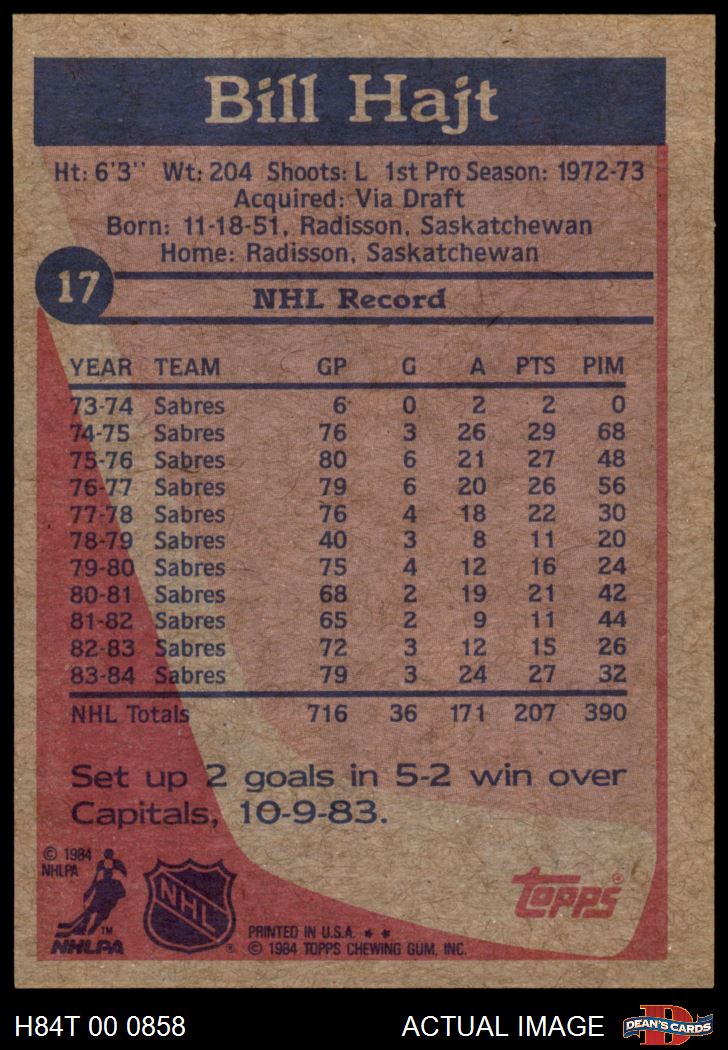 Bill Hajt
Ht: 6'3" Wt: 204 Shoots: L 1st Pro Season: 1972-73
Acquired: Via Draft
Born: 11-18-51, Radisson, Saskatchewan
Home: Radisson, Saskatchewan
17
NHL Record
YEAR TEAM GP G A PTS PIM
73-74 Sabres 6 0 2 2 0
74-75 Sabres 76 3 26 29 68
75-76 Sabres 80 6 21 27 48
76-77 Sabres 79 6 20 26 56
77-78 Sabres 76 4 18 22 30
78-79 Sabres 40 3 8 11 20
79-80 Sabres 75 4 12 16 24
80-81 Sabres 68 2 19 21 42
81-82 Sabres 65 2 9 11 44
82-83 Sabres 72 3 12 15 26
83-84 Sabres 79 3 24 27 32
NHL Totals 716 36 171 207 390
Set up 2 goals in 5-2 win over
Capitals, 10-9-83.
© 1984
NHLPA
TM
NHLPA
NHL
®
TOPPS®
PRINTED IN U.S.A. ★ ★
© 1984 TOPPS CHEWING GUM, INC.
H84T 00 0858
ACTUAL IMAGE
D
DEAN'S CARDS